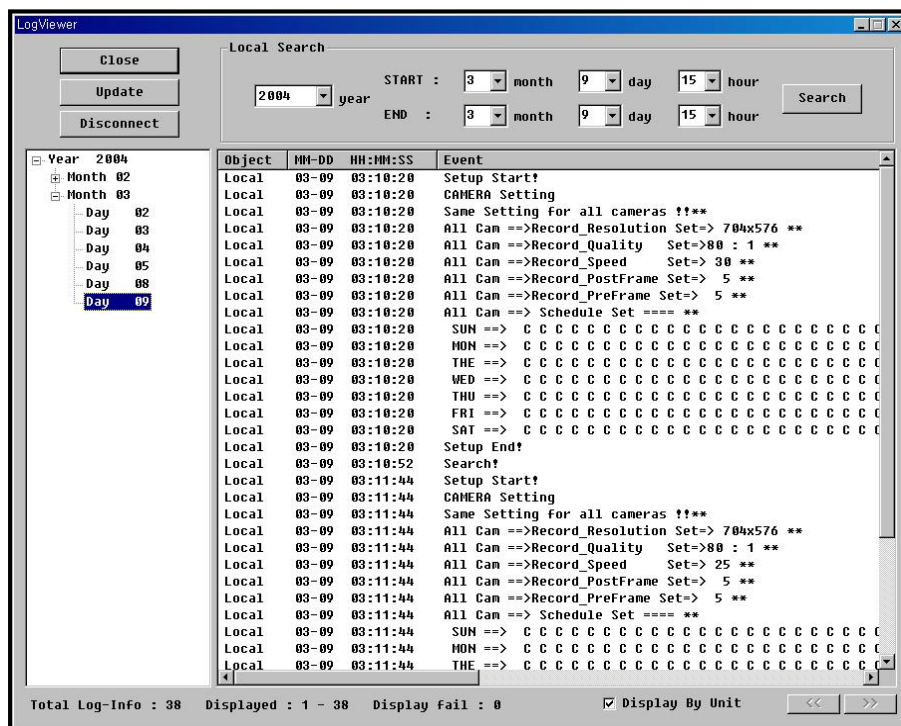 LogViewer
Close
Update
Disconnect
Local Search
2004 year
START : 3 month 9 day 15 hour
END : 3 month 9 day 15 hour
Search
Year 2004
Month 02
Month 03
Day 02
Day 03
Day 04
Day 05
Day 08
Day 09
Object MM-DD HH:MM:SS Event
Local 03-09 03:10:20 Setup Start!
Local 03-09 03:10:20 CAMERA Setting
Local 03-09 03:10:20 Same Setting for all cameras !!**
Local 03-09 03:10:20 All Cam ==>Record_Resolution Set=> 704x576 **
Local 03-09 03:10:20 All Cam ==>Record_Quality Set=>80 : 1 **
Local 03-09 03:10:20 All Cam ==>Record_Speed Set=> 30 **
Local 03-09 03:10:20 All Cam ==>Record_PostFrame Set=> 5 **
Local 03-09 03:10:20 All Cam ==>Record_PreFrame Set=> 5 **
Local 03-09 03:10:20 All Cam ==> Schedule Set ==== **
Local 03-09 03:10:20 SUN ==> C C C C C C C C C C C C C C C C C C C C
Local 03-09 03:10:20 MON ==> C C C C C C C C C C C C C C C C C C C C
Local 03-09 03:10:20 THE ==> C C C C C C C C C C C C C C C C C C C C
Local 03-09 03:10:20 WED ==> C C C C C C C C C C C C C C C C C C C C
Local 03-09 03:10:20 THU ==> C C C C C C C C C C C C C C C C C C C C
Local 03-09 03:10:20 FRI ==> C C C C C C C C C C C C C C C C C C C C
Local 03-09 03:10:20 SAT ==> C C C C C C C C C C C C C C C C C C C C
Local 03-09 03:10:20 Setup End!
Local 03-09 03:10:52 Search!
Local 03-09 03:11:44 Setup Start!
Local 03-09 03:11:44 CAMERA Setting
Local 03-09 03:11:44 Same Setting for all cameras !!**
Local 03-09 03:11:44 All Cam ==>Record_Resolution Set=> 704x576 **
Local 03-09 03:11:44 All Cam ==>Record_Quality Set=>80 : 1 **
Local 03-09 03:11:44 All Cam ==>Record_Speed Set=> 25 **
Local 03-09 03:11:44 All Cam ==>Record_PostFrame Set=> 5 **
Local 03-09 03:11:44 All Cam ==>Record_PreFrame Set=> 5 **
Local 03-09 03:11:44 All Cam ==> Schedule Set ==== **
Local 03-09 03:11:44 SUN ==> C C C C C C C C C C C C C C C C C C C C
Local 03-09 03:11:44 MON ==> C C C C C C C C C C C C C C C C C C C C
Local 03-09 03:11:44 THE ==> C C C C C C C C C C C C C C C C C C C C
Total Log-Info : 38 Displayed : 1 - 38 Display fail : 0 Display By Unit << >>